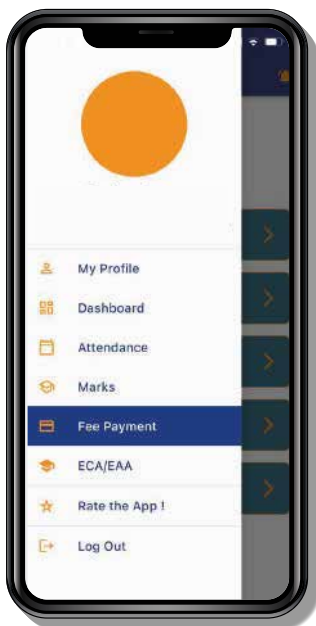 My Profile
Dashboard
Attendance
Marks
Fee Payment
ECA/EAA
Rate the App !
Log Out